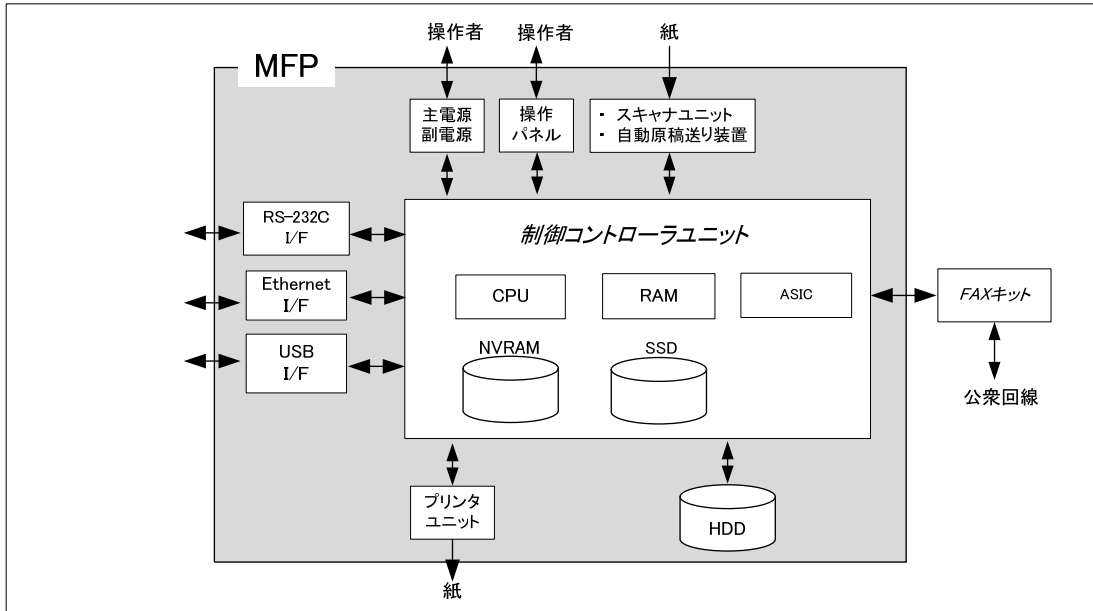 操作者
操作者
紙
MFP
主電源
副電源
操作
パネル
・ スキャナユニット
・ 自動原稿送り装置
RS-232C
I/F
Ethernet
I/F
USB
I/F
制御コントローラユニット
CPU
RAM
ASIC
NVRAM
SSD
FAXキット
公衆回線
プリンタ
ユニット
HDD
紙